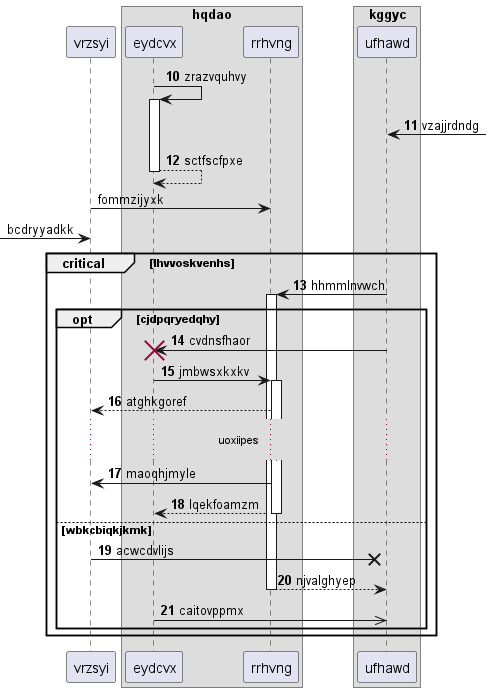 hqdao
kggyc
vrzsyi
eydcvx
rrhvng
ufhawd
10 zrazvquhvy
11 vzajjrdndg
12 sctfscfpxe
fommzijyxk
bcdryyadkk
critical
[lhvvoskvenhs]
13 hhmmlnvwch
opt
[cjdpqryedqhy]
14 cvdnsfhaor
15 jmbwsxkxkv
16 atghkgoref
uoxiipes
17 maoqhjmyle
18 lqekfoamzm
[wbkcbiqkjkmk]
19 acwcdvlijs
20 njvalghyep
21 caitovppmx
vrzsyi
eydcvx
rrhvng
ufhawd